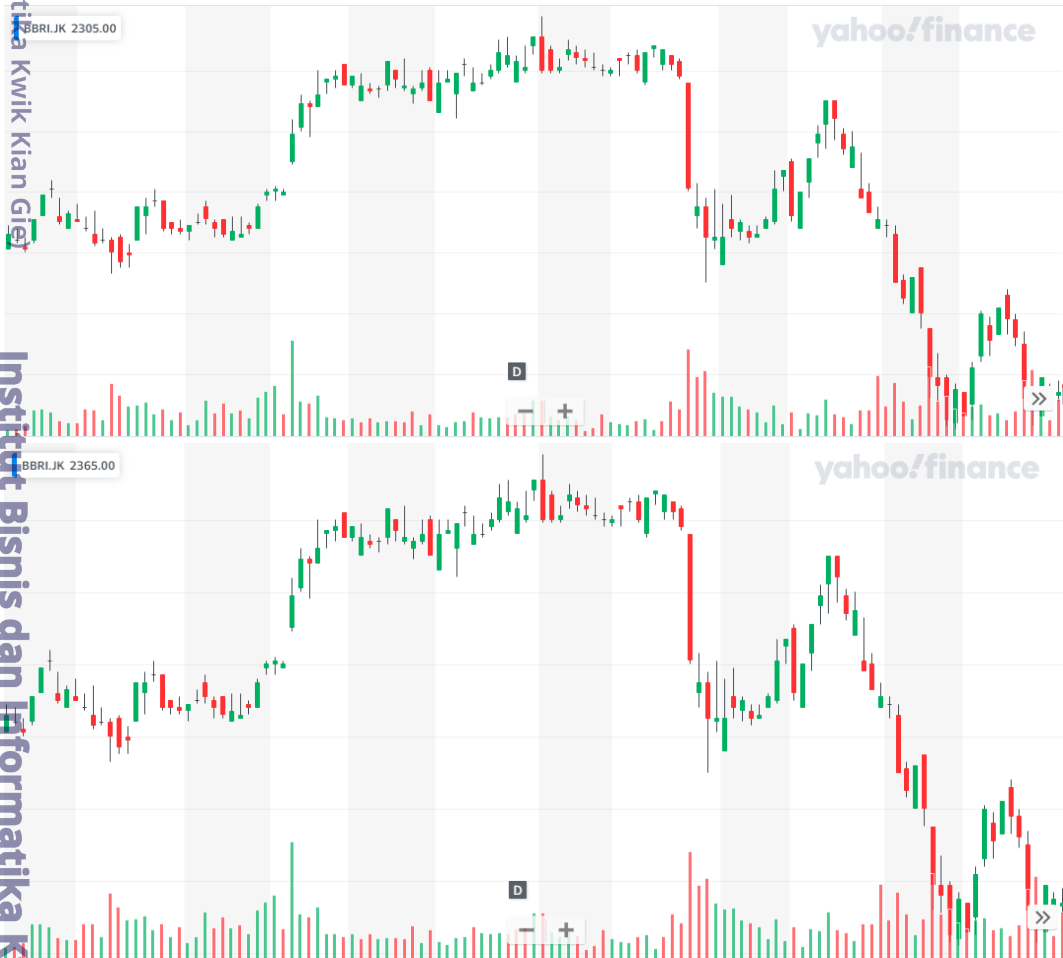 BBRI.JK 2305.00
yahoo!finance
D
BBRI.JK 2365.00
yahoo!finance
D
tika Kwik Kian Gie)
Institut Bisnis dan Informatika K